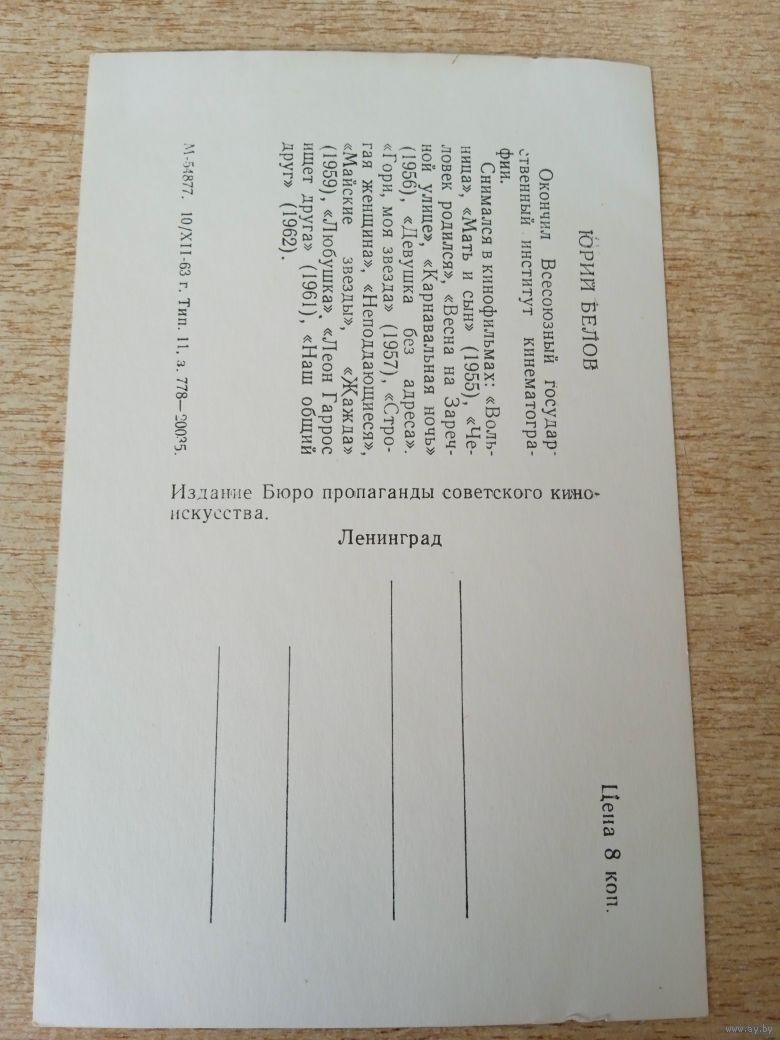 ЮРИЙ БЕЛОВ
Окончил Всесоюзный государ-
ственный институт кинематогра-
фии.
Снимался в кинофильмах: «Воль-
ница», «Мать и сын» (1955), «Че-
ловек родился», «Весна на Зареч-
ной улице», «Карнавальная ночь»
(1956), «Девушка без адреса».
«Гори, моя звезда» (1957), «Стро-
гая женщина», «Неподдающиеся»,
«Майские звезды», «Жажда»
(1959), «Любушка», «Леон Гаррос
ищет друга» (1961), «Наш общий
друг» (1962).
М-54877. 10/XII-63 г. Тип. 11, з. 778—20035.
Издание Бюро пропаганды советского кино-
искусства.
Ленинград
Цена 8 коп.
www.ay.by